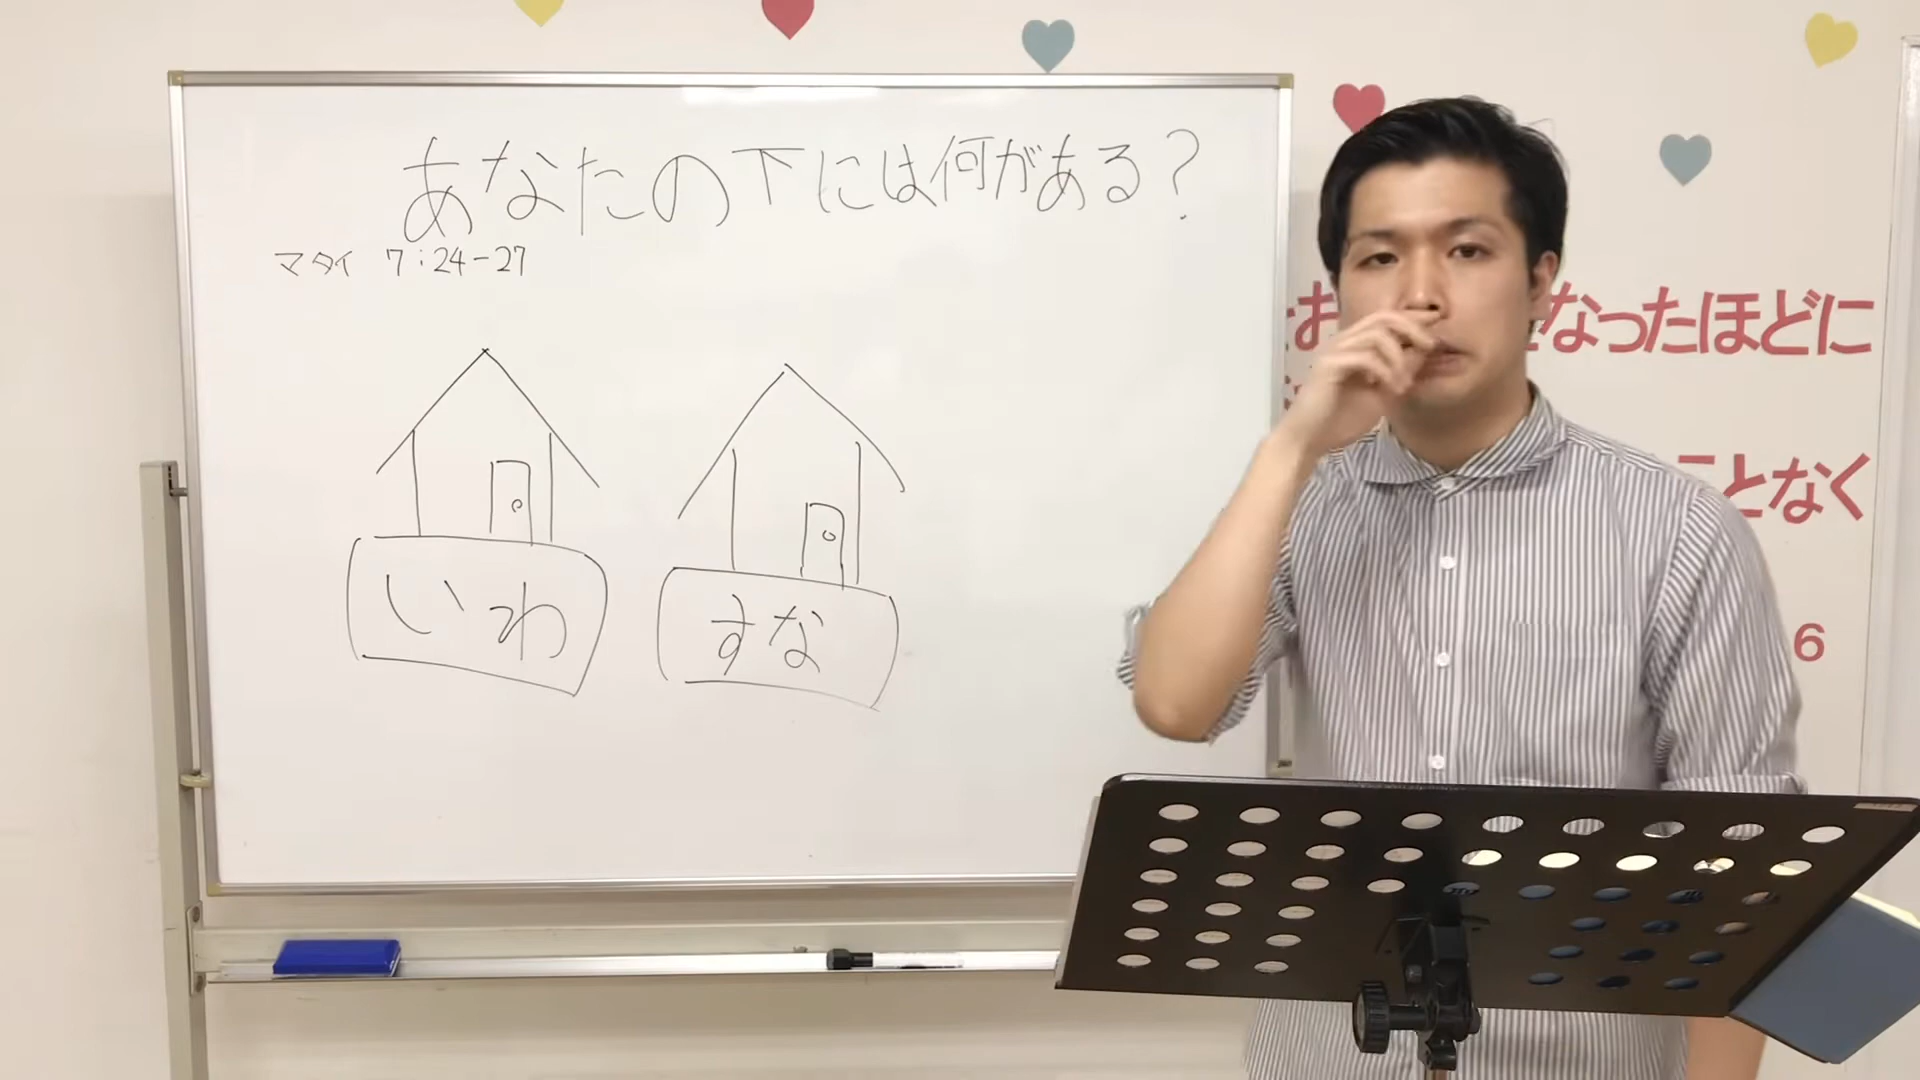 あなたの下には何がある？
マタイ 7:24-27
いわ
すな
なったほどに
ことなく
6